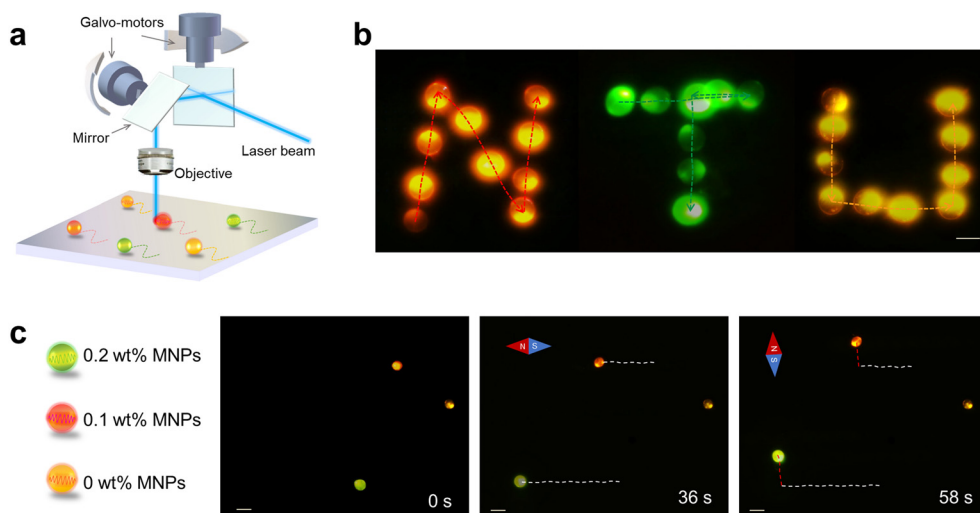 a
Galvo-motors
Mirror
Laser beam
Objective
b
c
0.2 wt% MNPs
0.1 wt% MNPs
0 wt% MNPs
0 s
N S
36 s
N S
58 s